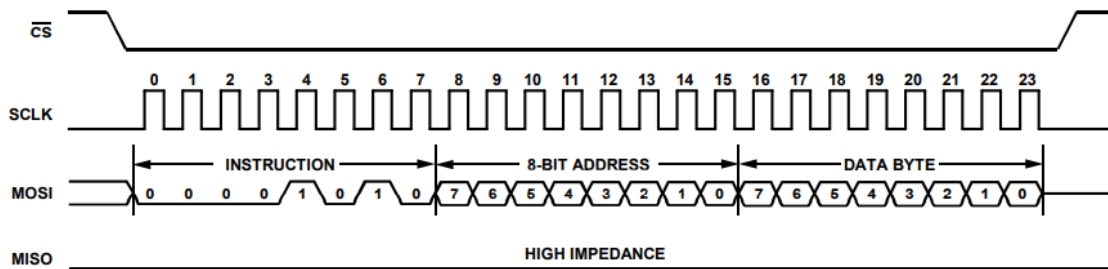 CS
0 1 2 3 4 5 6 7 8 9 10 11 12 13 14 15 16 17 18 19 20 21 22 23
SCLK
INSTRUCTION 8-BIT ADDRESS DATA BYTE
MOSI 0 0 0 0 1 0 1 0 7 6 5 4 3 2 1 0 7 6 5 4 3 2 1 0
HIGH IMPEDANCE
MISO